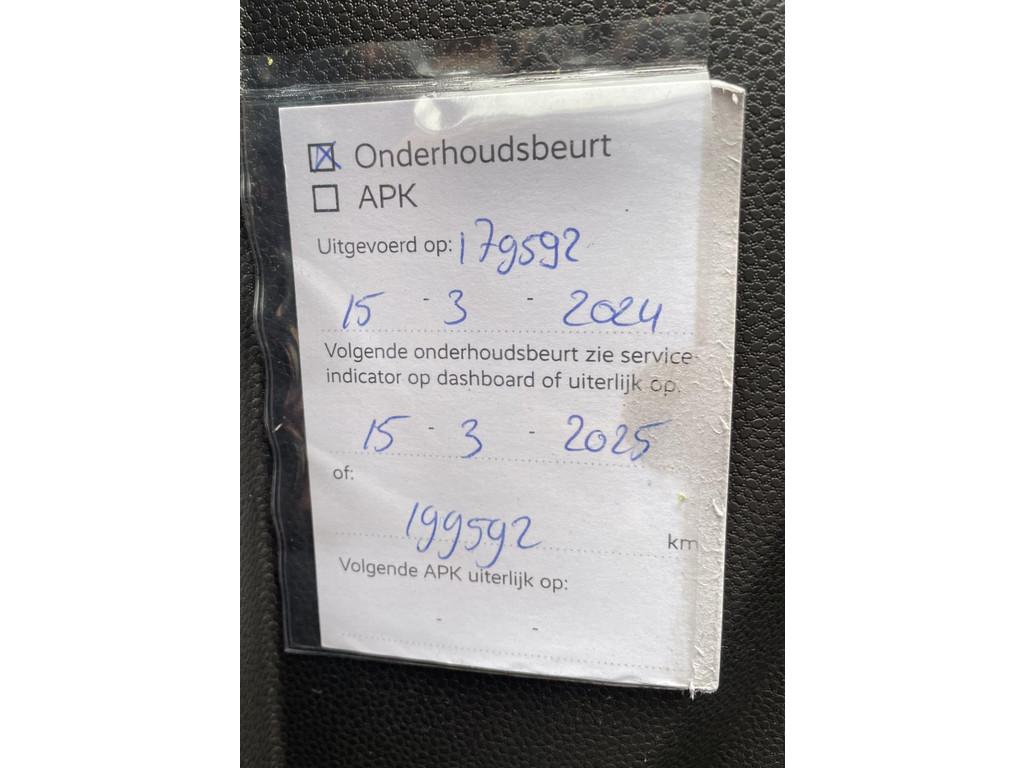 ☒ Onderhoudsbeurt
☐ APK
Uitgevoerd op: 179592
15 - 3 - 2024
Volgende onderhoudsbeurt zie service-
indicator op dashboard of uiterlijk op:
15 - 3 - 2025
of:
199592 km
Volgende APK uiterlijk op:
- -